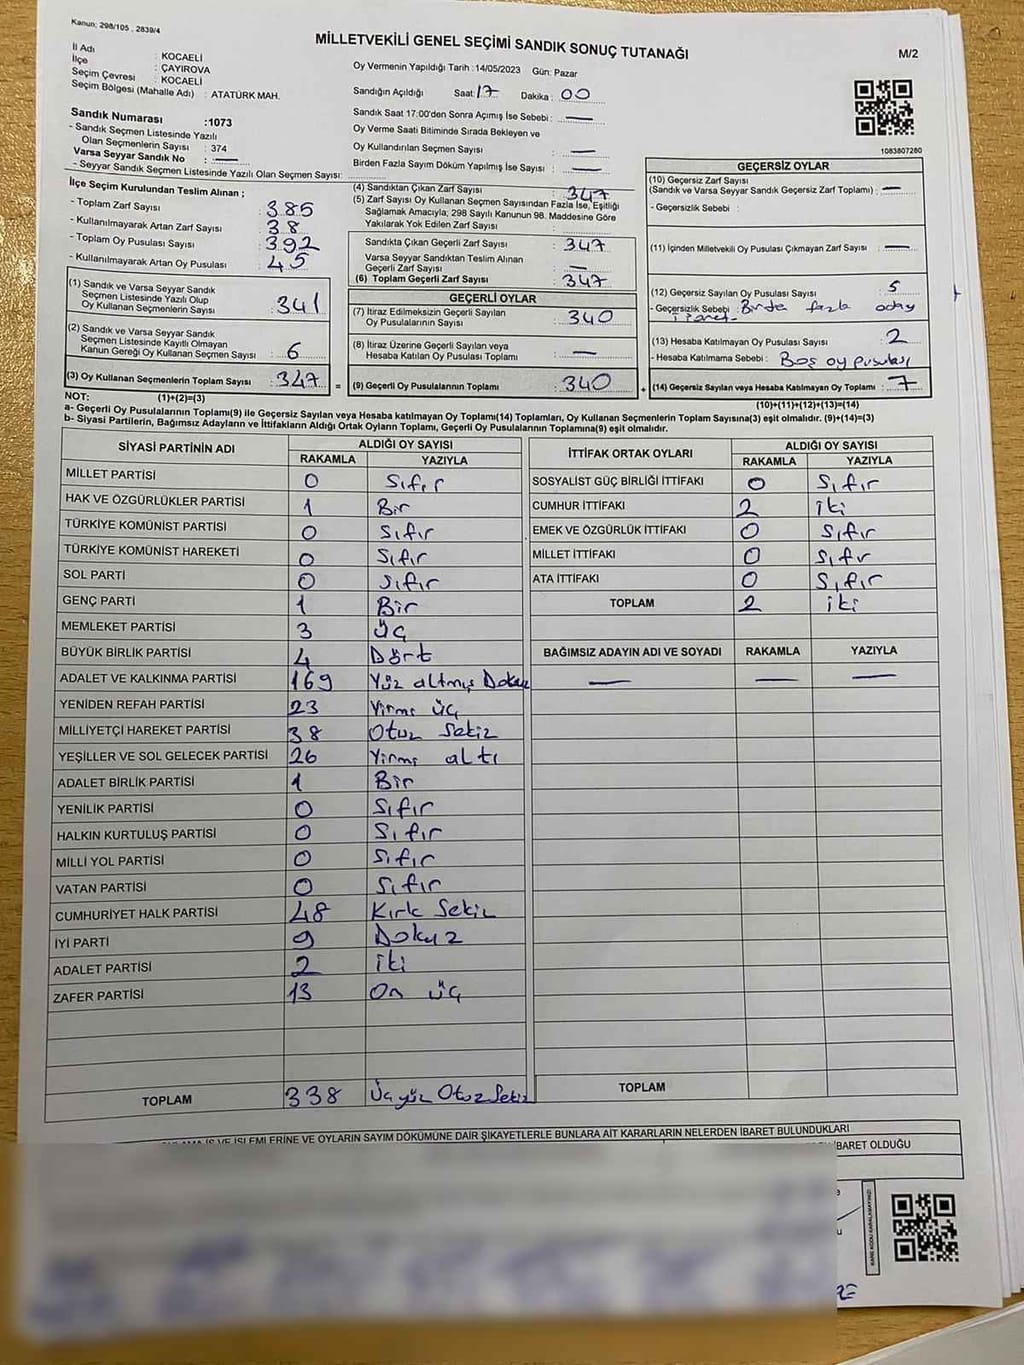 Kanun: 298/105 , 2839/4
MİLLETVEKİLİ GENEL SEÇİMİ SANDIK SONUÇ TUTANAĞI
M/2
İl Adı : KOCAELİ
İlçe : ÇAYIROVA
Seçim Çevresi : KOCAELİ
Seçim Bölgesi (Mahalle Adı) : ATATÜRK MAH.
Oy Vermenin Yapıldığı Tarih :14/05/2023 Gün: Pazar
Sandığın Açıldığı Saat: 17 Dakika : 00
Sandık Saat 17:00'den Sonra Açımış İse Sebebi : —
Oy Verme Saati Bitiminde Sırada Bekleyen ve
Oy Kullandırılan Seçmen Sayısı : —
Birden Fazla Sayım Döküm Yapılmış İse Sayısı : —
1083807280
Sandık Numarası :1073
- Sandık Seçmen Listesinde Yazılı
Olan Seçmenlerin Sayısı : 374
Varsa Seyyar Sandık No : —
- Seyyar Sandık Seçmen Listesinde Yazılı Olan Seçmen Sayısı:
İlçe Seçim Kurulundan Teslim Alınan ;
- Toplam Zarf Sayısı : 385
- Kullanılmayarak Artan Zarf Sayısı : 38
- Toplam Oy Pusulası Sayısı : 392
- Kullanılmayarak Artan Oy Pusulası : 45
(1) Sandık ve Varsa Seyyar Sandık
Seçmen Listesinde Yazılı Olup
Oy Kullanan Seçmenlerin Sayısı : 341
(2) Sandık ve Varsa Seyyar Sandık
Seçmen Listesinde Kayıtlı Olmayan
Kanun Gereği Oy Kullanan Seçmen Sayısı : 6
(3) Oy Kullanan Seçmenlerin Toplam Sayısı : 347
(4) Sandıktan Çıkan Zarf Sayısı : 347
(5) Zarf Sayısı Oy Kullanan Seçmen Sayısından Fazla İse, Eşitliği
Sağlamak Amacıyla; 298 Sayılı Kanunun 98. Maddesine Göre
Yakılarak Yok Edilen Zarf Sayısı :
Sandıkta Çıkan Geçerli Zarf Sayısı : 347
Varsa Seyyar Sandıktan Teslim Alınan
Geçerli Zarf Sayısı : —
(6) Toplam Geçerli Zarf Sayısı : 347
GEÇERLİ OYLAR
(7) İtiraz Edilmeksizin Geçerli Sayılan
Oy Pusulalarının Sayısı : 340
(8) İtiraz Üzerine Geçerli Sayılan veya
Hesaba Katılan Oy Pusulası Toplamı : —
= (9) Geçerli Oy Pusulalarının Toplamı : 340
GEÇERSİZ OYLAR
(10) Geçersiz Zarf Sayısı
(Sandık ve Varsa Seyyar Sandık Geçersiz Zarf Toplamı) : —
- Geçersizlik Sebebi :
(11) İçinden Milletvekili Oy Pusulası Çıkmayan Zarf Sayısı : —
(12) Geçersiz Sayılan Oy Pusulası Sayısı : 5
- Geçersizlik Sebebi : Birde fazla aday
işaret-
(13) Hesaba Katılmayan Oy Pusulası Sayısı : 2
- Hesaba Katılmama Sebebi : Boş oy pusulası
+ (14) Geçersiz Sayılan veya Hesaba Katılmayan Oy Toplamı : 7
NOT: (1)+(2)=(3)
(10)+(11)+(12)+(13)=(14)
a- Geçerli Oy Pusulalarının Toplamı(9) ile Geçersiz Sayılan veya Hesaba katılmayan Oy Toplamı(14) Toplamları, Oy Kullanan Seçmenlerin Toplam Sayısına(3) eşit olmalıdır. (9)+(14)=(3)
b- Siyasi Partilerin, Bağımsız Adayların ve İttifakların Aldığı Ortak Oyların Toplamı, Geçerli Oy Pusulalarının Toplamına(9) eşit olmalıdır.
SİYASİ PARTİNİN ADI ALDIĞI OY SAYISI
RAKAMLA YAZIYLA
MİLLET PARTİSİ 0 Sıfır
HAK VE ÖZGÜRLÜKLER PARTİSİ 1 Bir
TÜRKİYE KOMÜNİST PARTİSİ 0 Sıfır
TÜRKİYE KOMÜNİST HAREKETİ 0 Sıfır
SOL PARTİ 0 Sıfır
GENÇ PARTİ 1 Bir
MEMLEKET PARTİSİ 3 Üç
BÜYÜK BİRLİK PARTİSİ 4 Dört
ADALET VE KALKINMA PARTİSİ 169 Yüz altmış Dokuz
YENİDEN REFAH PARTİSİ 23 Yirmi üç
MİLLİYETÇİ HAREKET PARTİSİ 38 Otuz Sekiz
YEŞİLLER VE SOL GELECEK PARTİSİ 26 Yirmi altı
ADALET BİRLİK PARTİSİ 1 Bir
YENİLİK PARTİSİ 0 Sıfır
HALKIN KURTULUŞ PARTİSİ 0 Sıfır
MİLLİ YOL PARTİSİ 0 Sıfır
VATAN PARTİSİ 0 Sıfır
CUMHURİYET HALK PARTİSİ 48 Kırk Sekiz
İYİ PARTİ 9 Dokuz
ADALET PARTİSİ 2 iki
ZAFER PARTİSİ 13 On üç
TOPLAM 338 Üçyüz Otuz Sekiz
İTTİFAK ORTAK OYLARI ALDIĞI OY SAYISI
RAKAMLA YAZIYLA
SOSYALİST GÜÇ BİRLİĞİ İTTİFAKI 0 Sıfır
CUMHUR İTTİFAKI 2 iki
EMEK VE ÖZGÜRLÜK İTTİFAKI 0 Sıfır
MİLLET İTTİFAKI 0 Sıfır
ATA İTTİFAKI 0 Sıfır
TOPLAM 2 iki
BAĞIMSIZ ADAYIN ADI VE SOYADI RAKAMLA YAZIYLA
— — —
TOPLAM
İŞLEMLERİNE VE OYLARIN SAYIM DÖKÜMÜNE DAİR ŞİKAYETLERLE BUNLARA AİT KARARLARIN NELERDEN İBARET BULUNDUKLARI
İBARET OLDUĞU
KARE KODU KARALAMAYINIZ!